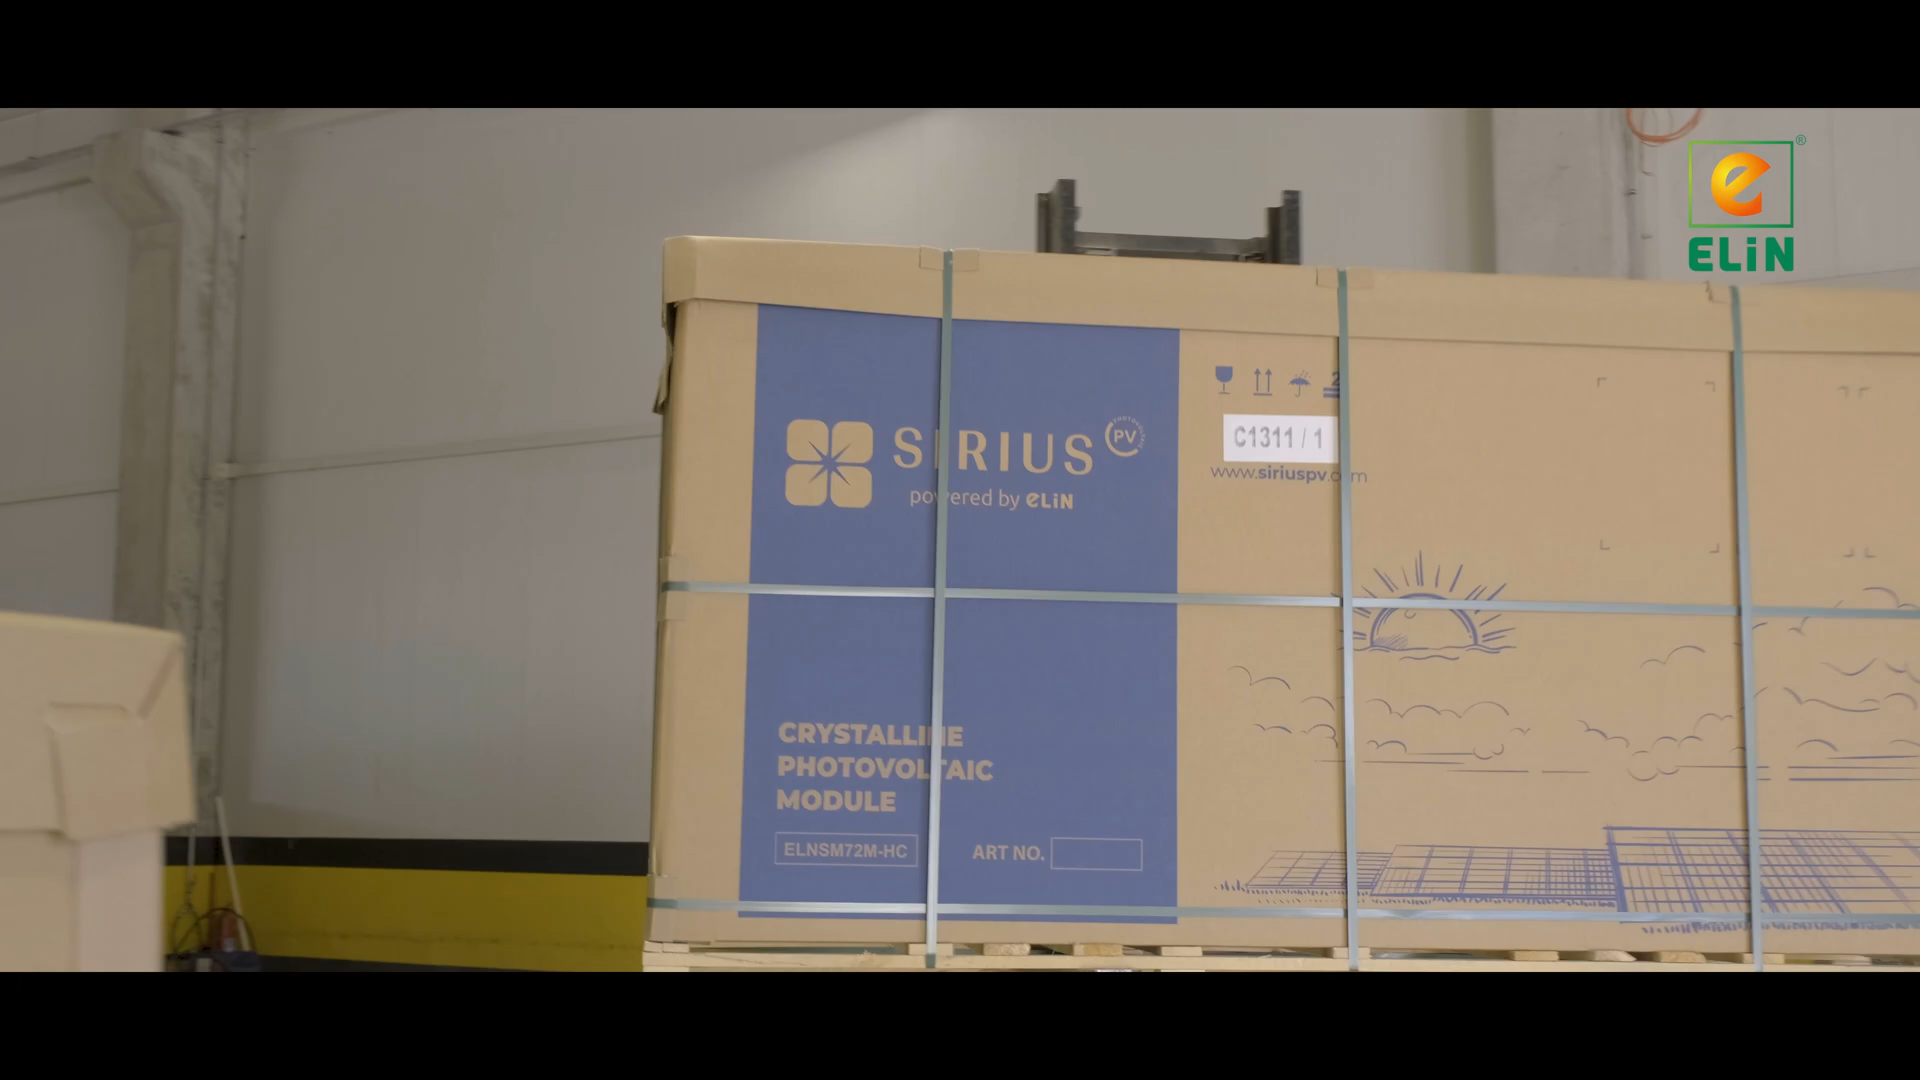 e®
ELiN
SIRIUS PV
powered by eLiN
C1311 / 1
www.siriuspv.com
CRYSTALLINE
PHOTOVOLTAIC
MODULE
ELNSM72M-HC
ART NO.